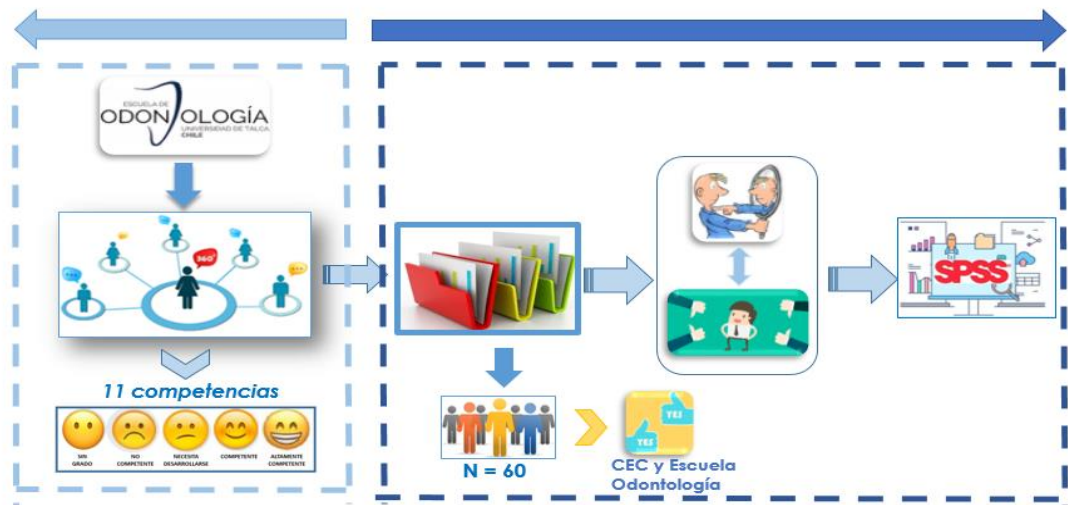 ESCUELA DE
ODONTOLOGÍA
UNIVERSIDAD DE TALCA
CHILE
360°
11 competencias
SIN
GRADO
NO
COMPETENTE
NECESITA
DESARROLLARSE
COMPETENTE
ALTAMENTE
COMPETENTE
N = 60
YES
YES
CEC y Escuela
Odontología
SPSS